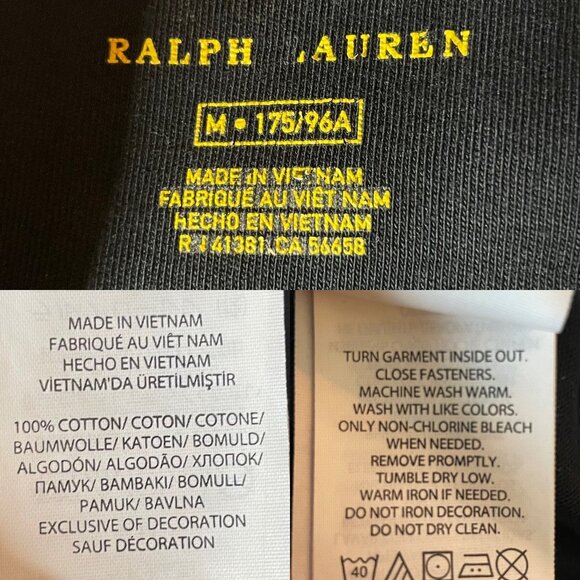 RALPH LAUREN
M • 175/96A
MADE IN VIETNAM
FABRIQUÉ AU VIÊT NAM
HECHO EN VIETNAM
RN 41381 CA 56658
MADE IN VIETNAM
FABRIQUÉ AU VIÊT NAM
HECHO EN VIETNAM
VİETNAM'DA ÜRETİLMİŞTİR
100% COTTON/ COTON/ COTONE/
BAUMWOLLE/ KATOEN/ BOMULD/
ALGODÓN/ ALGODÃO/ ХЛОПОК/
ПАМУК/ ΒΑΜΒΑΚΙ/ BOMULL/
PAMUK/ BAVLNA
EXCLUSIVE OF DECORATION
SAUF DÉCORATION
TURN GARMENT INSIDE OUT.
CLOSE FASTENERS.
MACHINE WASH WARM.
WASH WITH LIKE COLORS.
ONLY NON-CHLORINE BLEACH
WHEN NEEDED.
REMOVE PROMPTLY.
TUMBLE DRY LOW.
WARM IRON IF NEEDED.
DO NOT IRON DECORATION.
DO NOT DRY CLEAN.
40